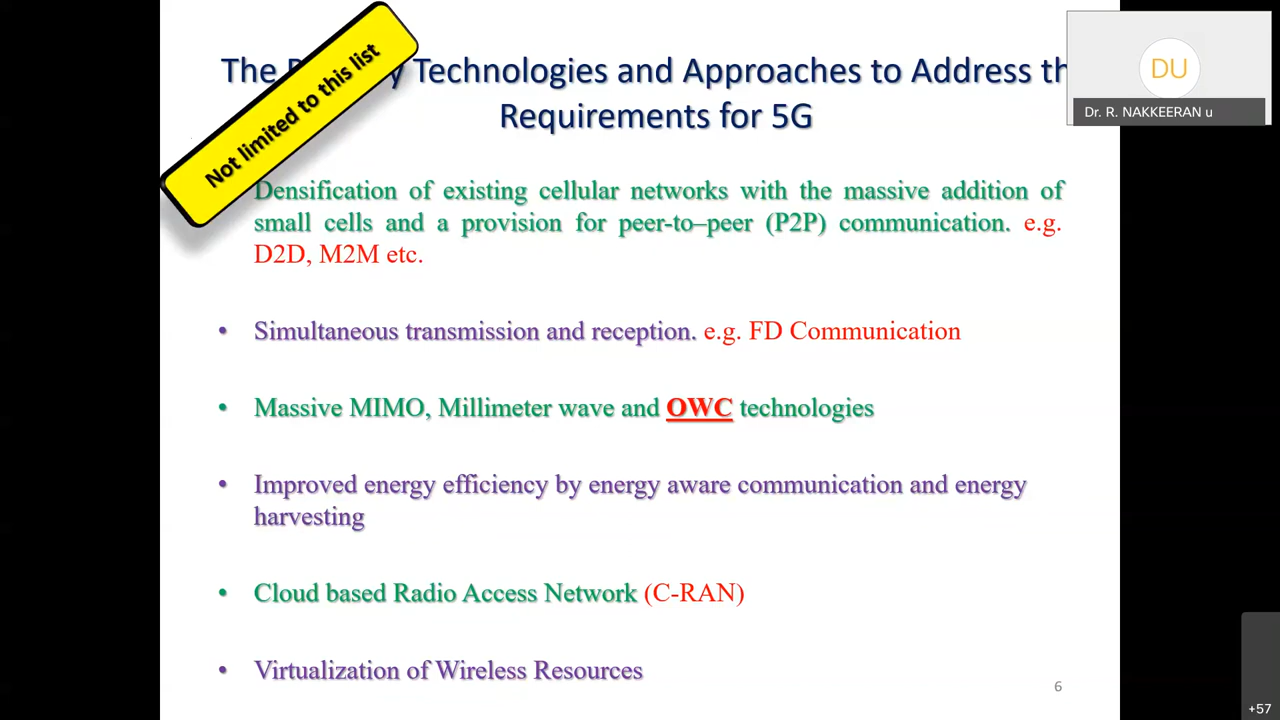 Not limited to this list
The Technologies and Approaches to Address th
Requirements for 5G
DU
Dr. R. NAKKEERAN u
Densification of existing cellular networks with the massive addition of
small cells and a provision for peer-to–peer (P2P) communication. e.g.
D2D, M2M etc.
• Simultaneous transmission and reception. e.g. FD Communication
• Massive MIMO, Millimeter wave and OWC technologies
• Improved energy efficiency by energy aware communication and energy
harvesting
• Cloud based Radio Access Network (C-RAN)
• Virtualization of Wireless Resources
6
+57